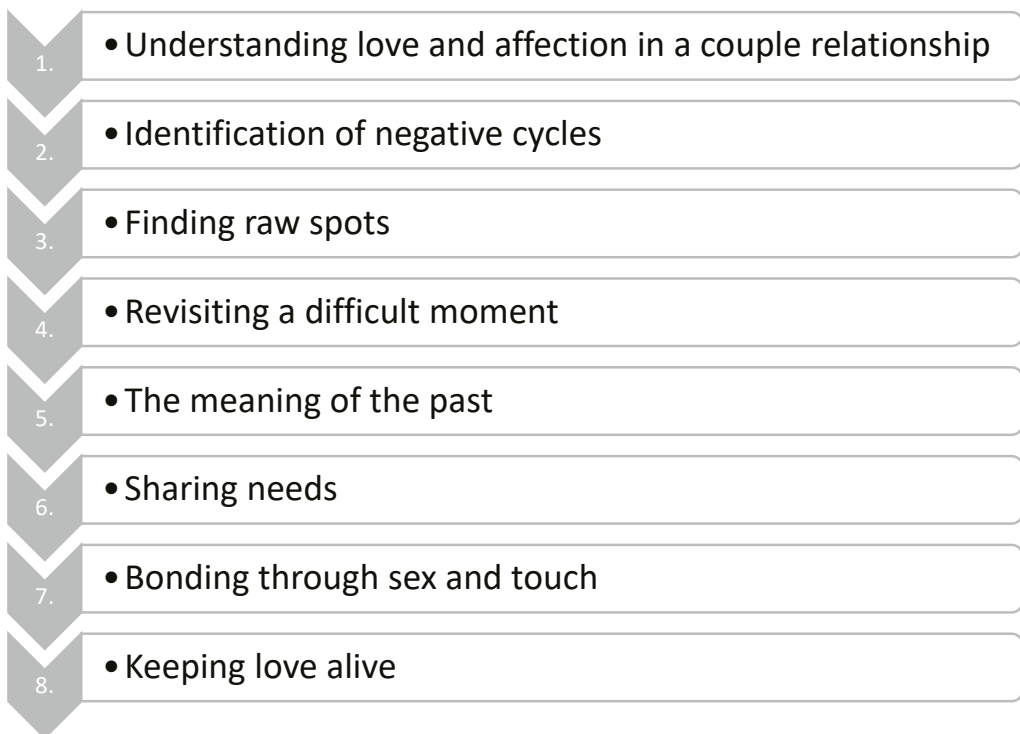 1. • Understanding love and affection in a couple relationship
2. • Identification of negative cycles
3. • Finding raw spots
4. • Revisiting a difficult moment
5. • The meaning of the past
6. • Sharing needs
7. • Bonding through sex and touch
8. • Keeping love alive